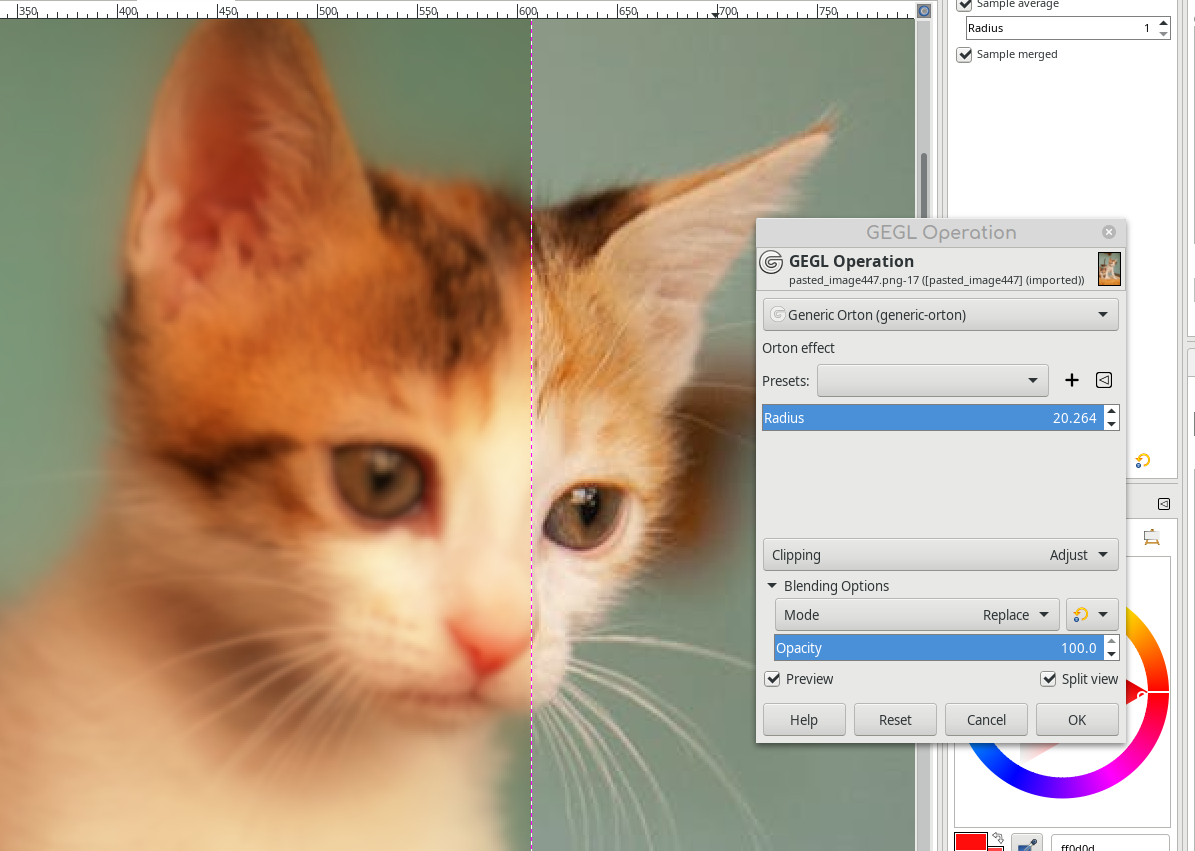 350 400 450 500 550 600 650 700 750
Sample average
Radius 1
Sample merged
GEGL Operation
GEGL Operation
pasted_image447.png-17 ([pasted_image447] (imported))
Generic Orton (generic-orton)
Orton effect
Presets:
Radius 20.264
Clipping Adjust
Blending Options
Mode Replace
Opacity 100.0
Preview Split view
Help Reset Cancel OK
ff0d0d